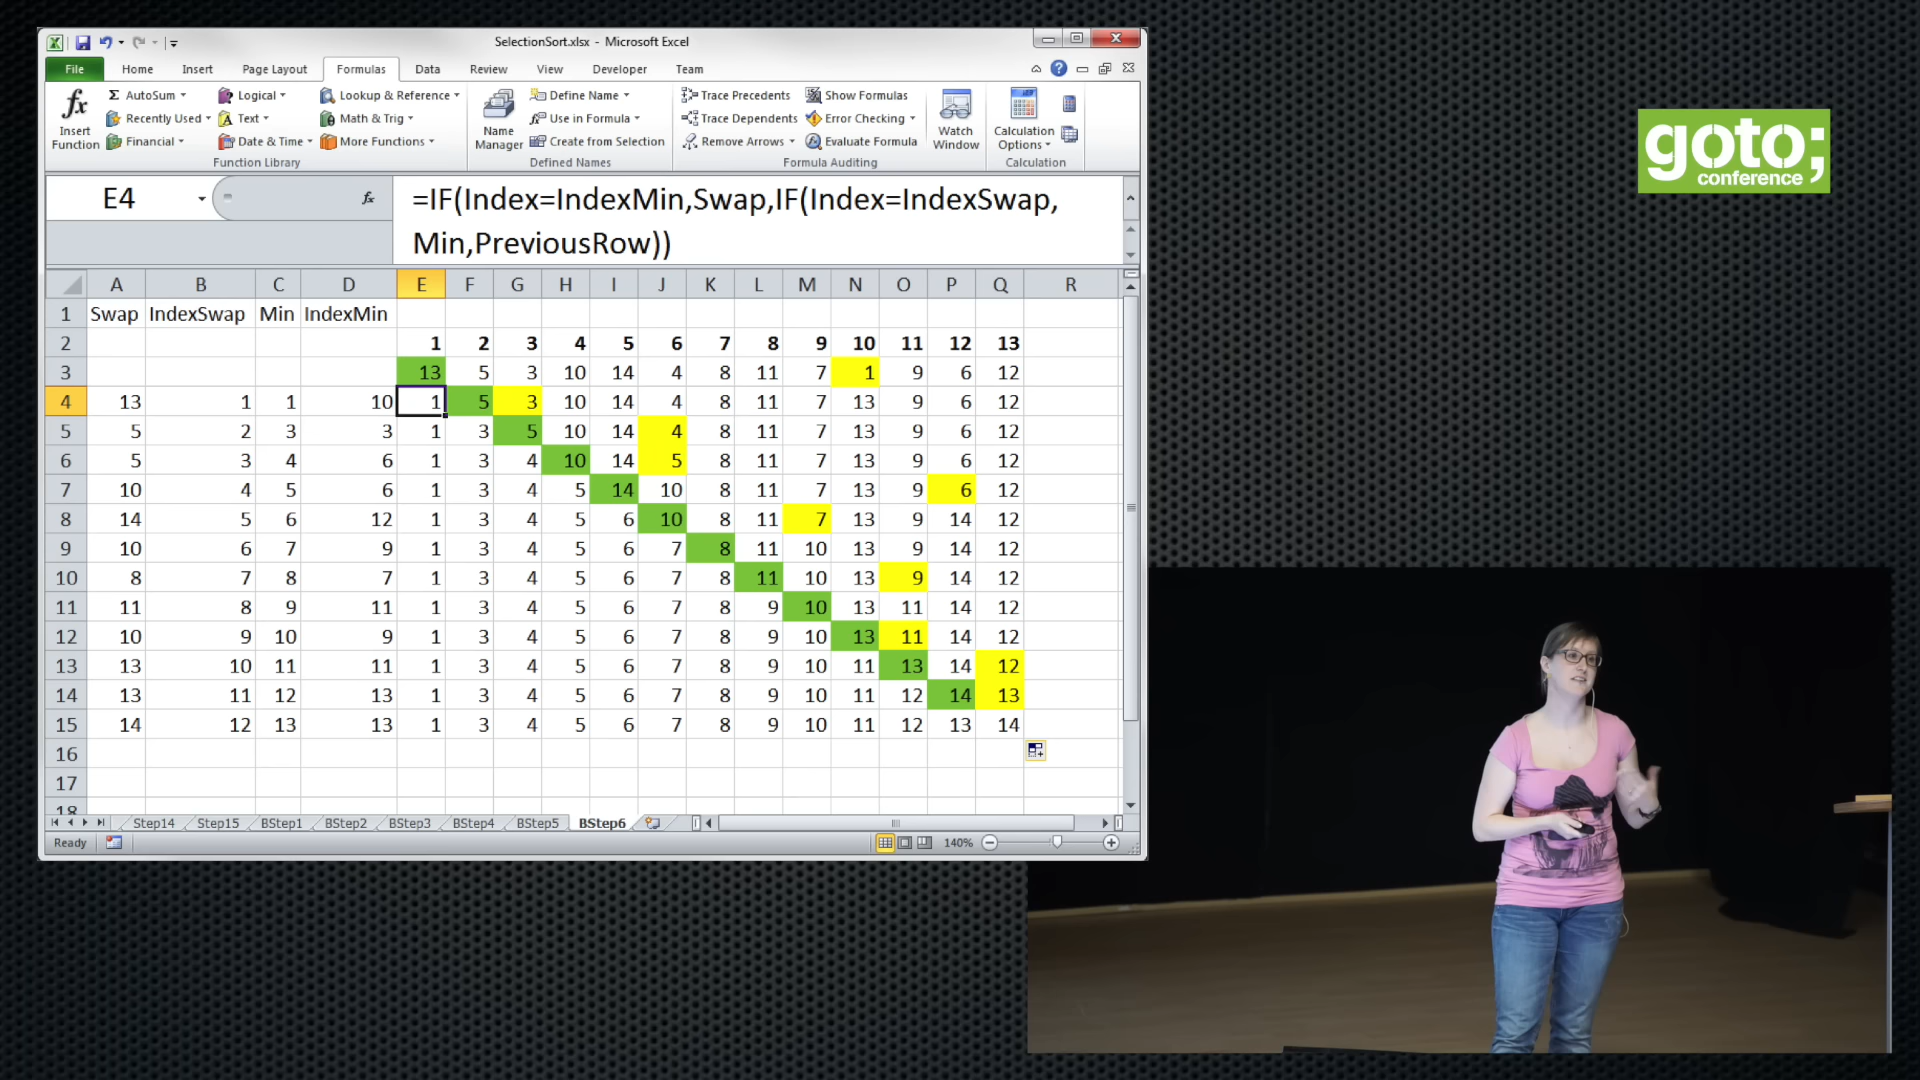 SelectionSort.xlsx - Microsoft Excel
File Home Insert Page Layout Formulas Data Review View Developer Team
fx Insert Function
Σ AutoSum
Recently Used
Financial
Logical
Text
Date & Time
Lookup & Reference
Math & Trig
More Functions
Function Library
Name Manager
Define Name
Use in Formula
Create from Selection
Defined Names
Trace Precedents
Trace Dependents
Remove Arrows
Show Formulas
Error Checking
Evaluate Formula
Formula Auditing
Watch Window
Calculation Options
Calculation
goto;
conference
E4 = fx =IF(Index=IndexMin,Swap,IF(Index=IndexSwap,
Min,PreviousRow))
A B C D E F G H I J K L M N O P Q R
1 Swap IndexSwap Min IndexMin
2 1 2 3 4 5 6 7 8 9 10 11 12 13
3 13 5 3 10 14 4 8 11 7 1 9 6 12
4 13 1 1 10 1 5 3 10 14 4 8 11 7 13 9 6 12
5 5 2 3 3 1 3 5 10 14 4 8 11 7 13 9 6 12
6 5 3 4 6 1 3 4 10 14 5 8 11 7 13 9 6 12
7 10 4 5 6 1 3 4 5 14 10 8 11 7 13 9 6 12
8 14 5 6 12 1 3 4 5 6 10 8 11 7 13 9 14 12
9 10 6 7 9 1 3 4 5 6 7 8 11 10 13 9 14 12
10 8 7 8 7 1 3 4 5 6 7 8 11 10 13 9 14 12
11 11 8 9 11 1 3 4 5 6 7 8 9 10 13 11 14 12
12 10 9 10 9 1 3 4 5 6 7 8 9 10 13 11 14 12
13 13 10 11 11 1 3 4 5 6 7 8 9 10 11 13 14 12
14 13 11 12 13 1 3 4 5 6 7 8 9 10 11 12 14 13
15 14 12 13 13 1 3 4 5 6 7 8 9 10 11 12 13 14
16
17
18
Step14 Step15 BStep1 BStep2 BStep3 BStep4 BStep5 BStep6
Ready 140%